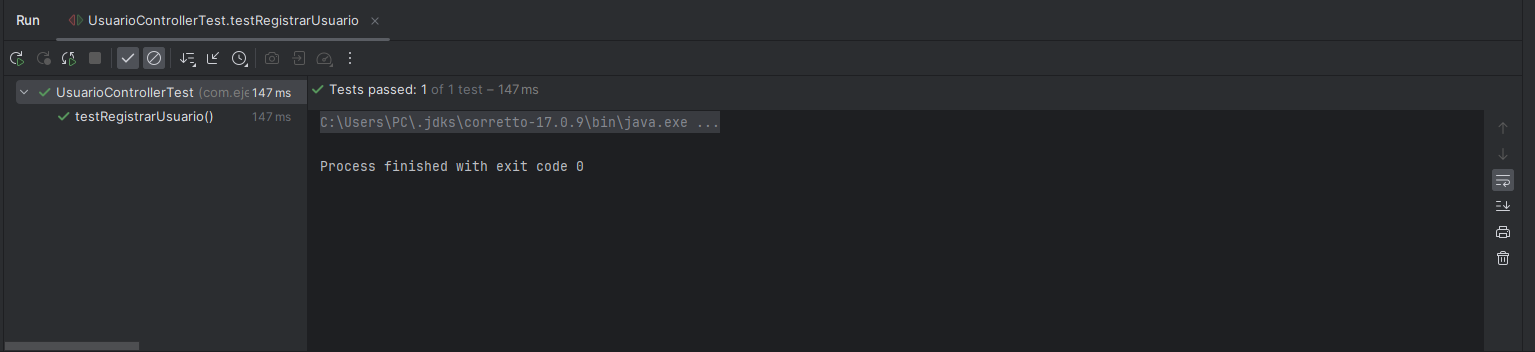 Run UsuarioControllerTest.testRegistrarUsuario
UsuarioControllerTest (com.eje 147 ms
testRegistrarUsuario() 147 ms
Tests passed: 1 of 1 test – 147 ms
C:\Users\PC\.jdks\corretto-17.0.9\bin\java.exe ...
Process finished with exit code 0